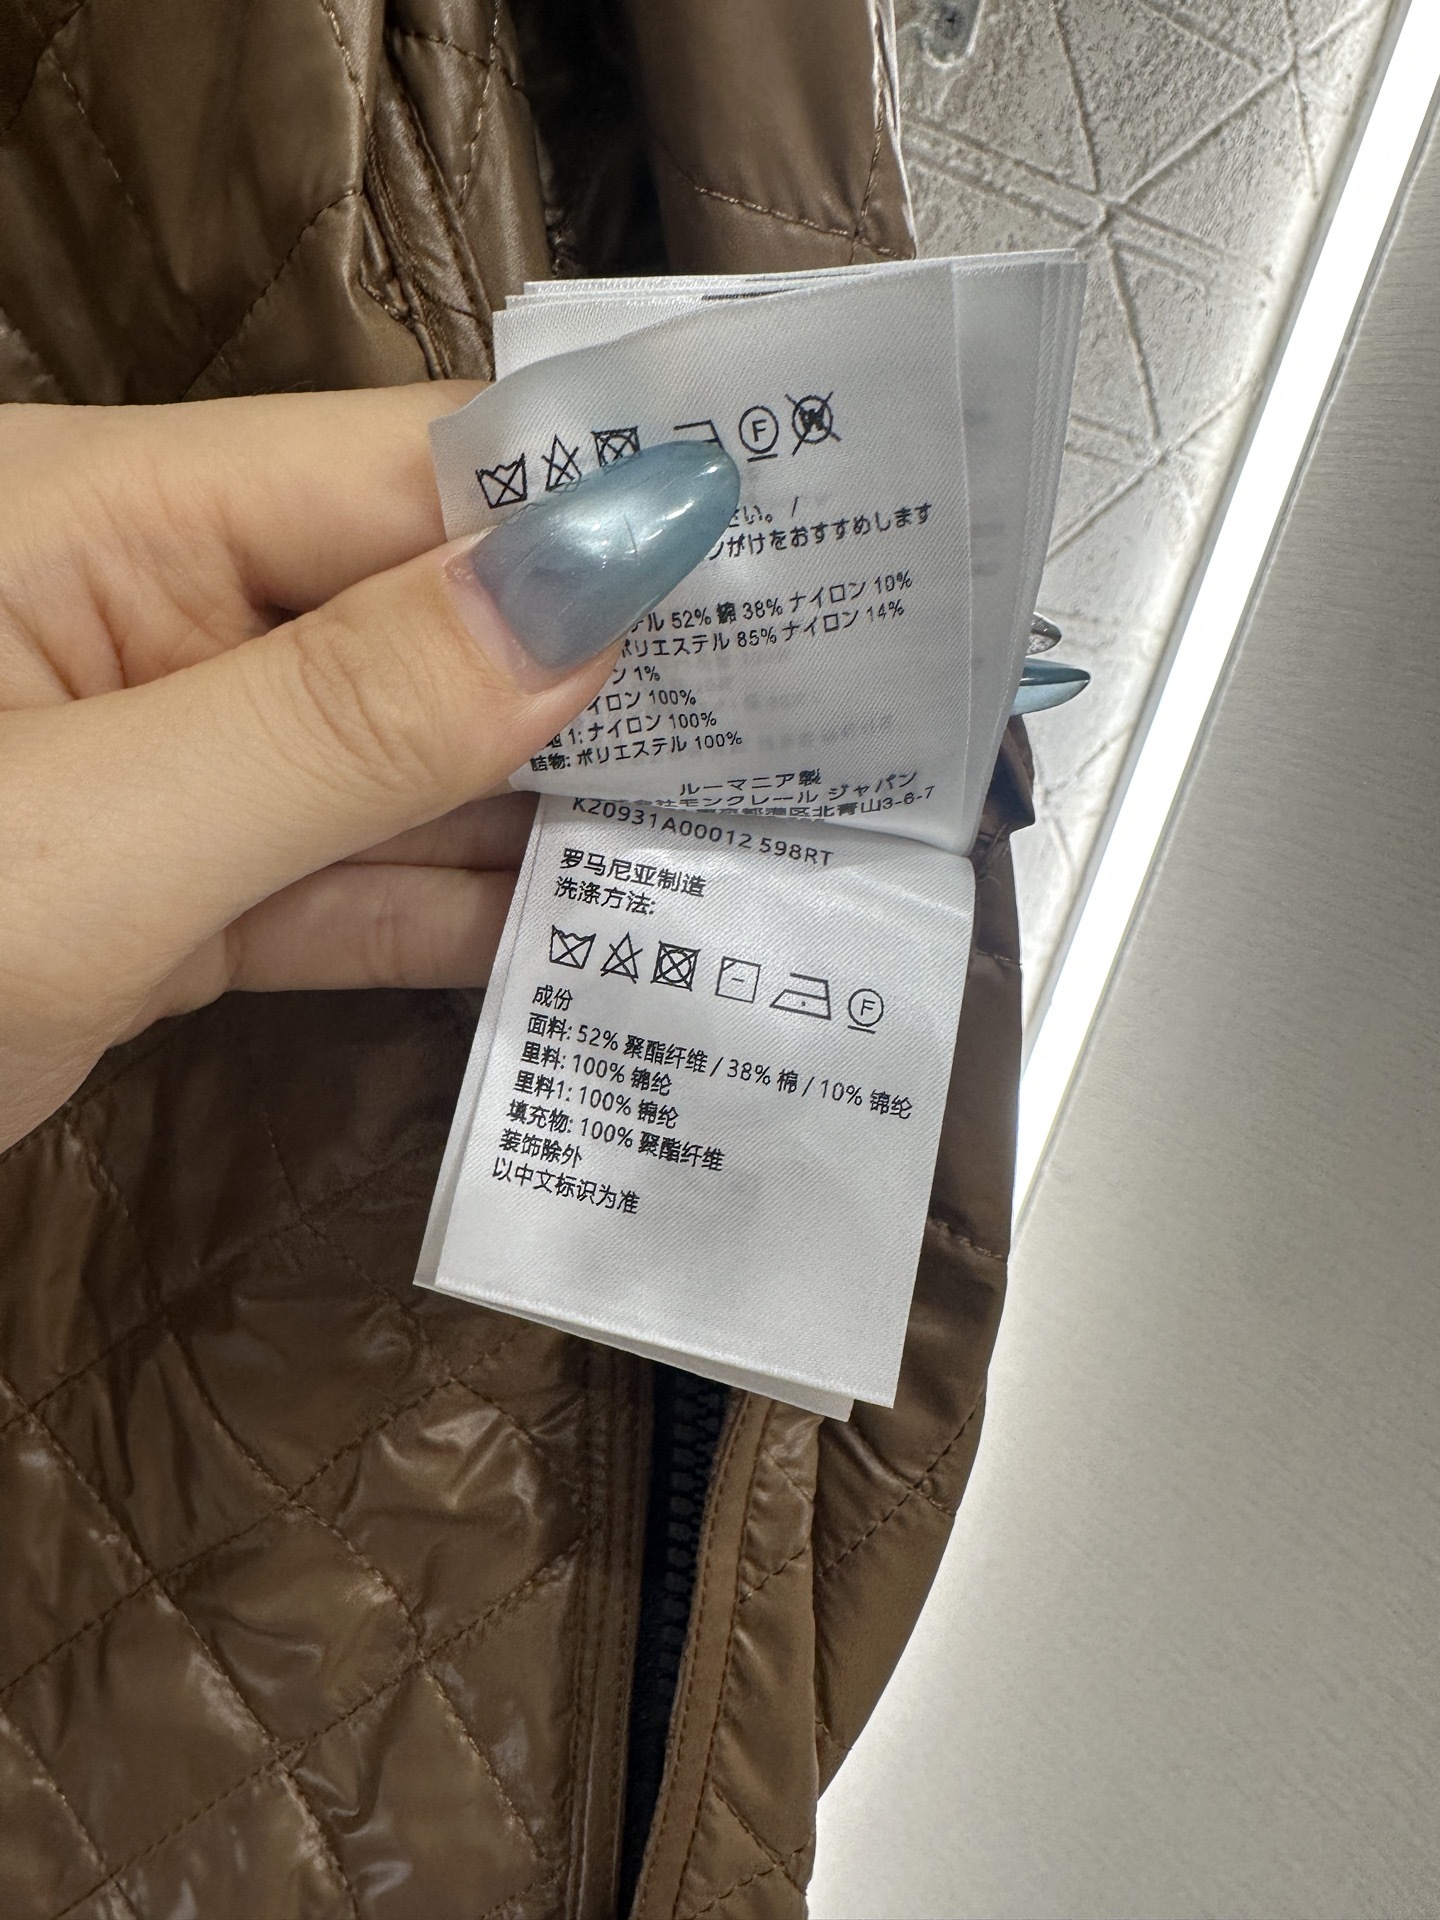 F
W
さい。 /
ンがけをおすすめします
テル 52% 綿 38% ナイロン 10%
ポリエステル 85% ナイロン 14%
ン 1%
イロン 100%
地 1: ナイロン 100%
詰物: ポリエステル 100%
ルーマニア製
モンクレール ジャパン
港区北青山3-6-7
K20931A00012 598RT
罗马尼亚制造
洗涤方法:
F
成份
面料: 52% 聚酯纤维 / 38% 棉 / 10% 锦纶
里料: 100% 锦纶
里料1: 100% 锦纶
填充物: 100% 聚酯纤维
装饰除外
以中文标识为准